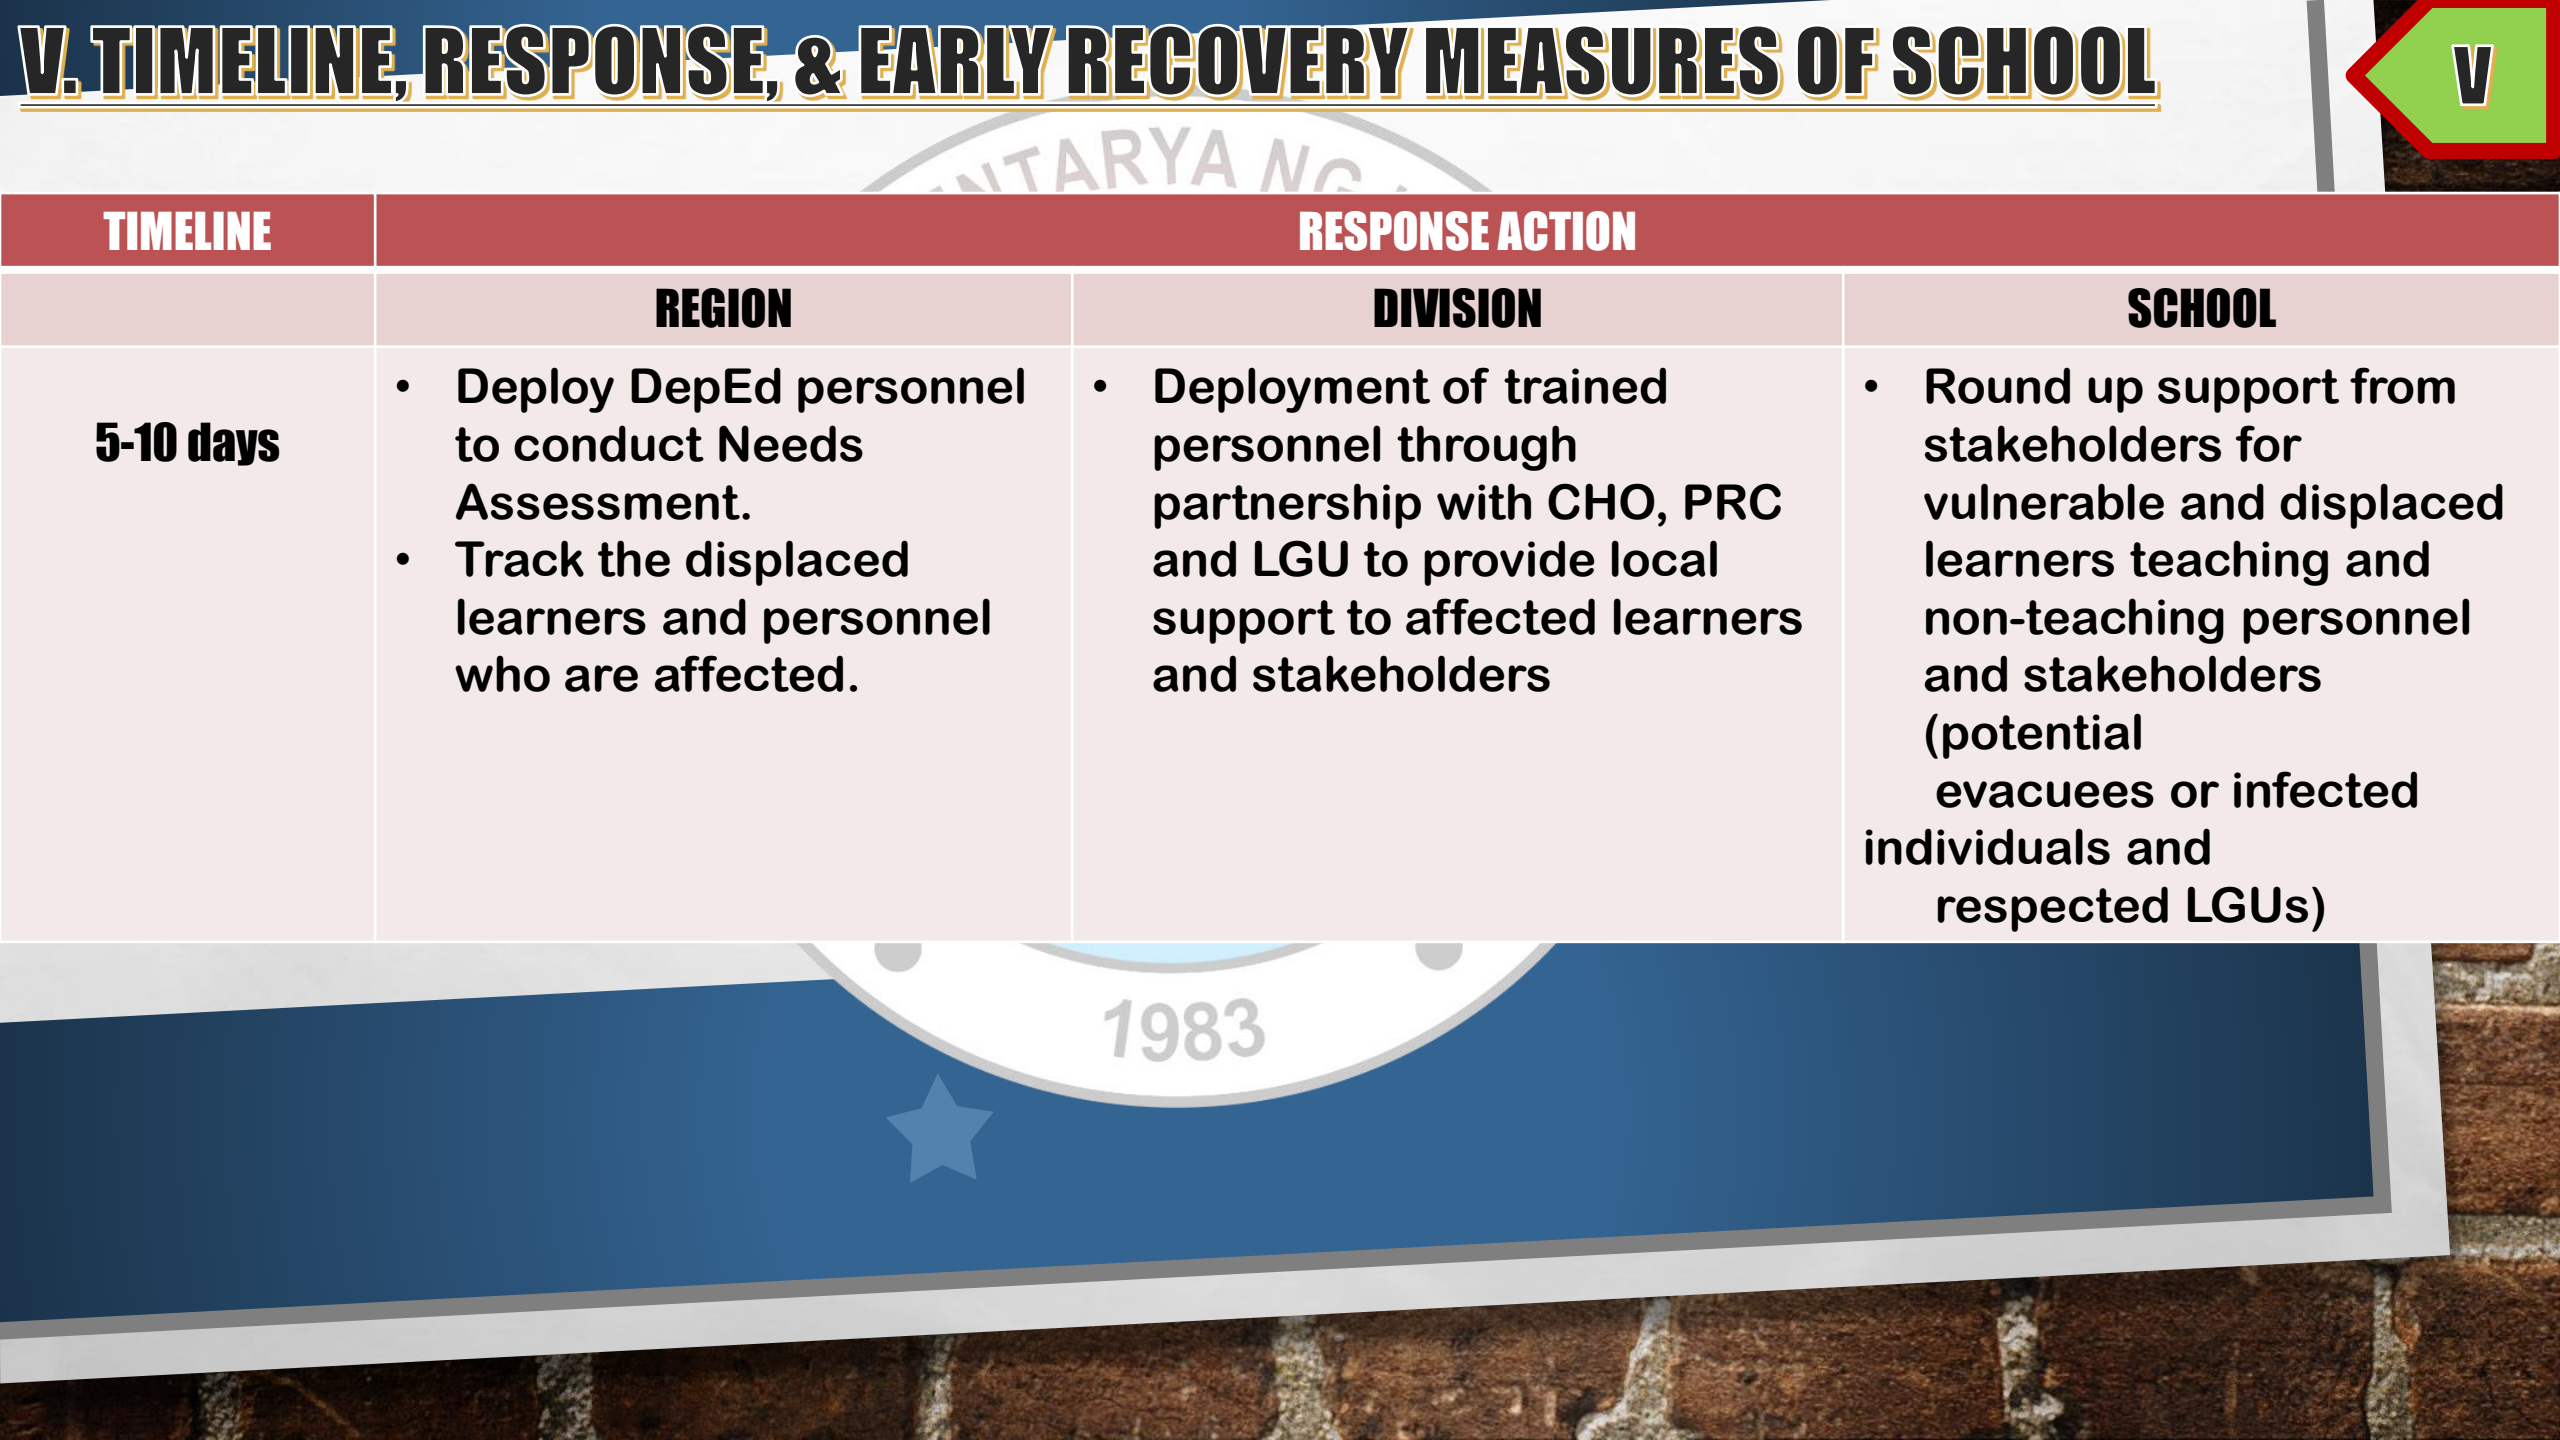 V. TIMELINE, RESPONSE, & EARLY RECOVERY MEASURES OF SCHOOL
V
NTARYA NG
TIMELINE
RESPONSE ACTION
REGION
DIVISION
SCHOOL
5-10 days
• Deploy DepEd personnel
to conduct Needs
Assessment.
• Track the displaced
learners and personnel
who are affected.
• Deployment of trained
personnel through
partnership with CHO, PRC
and LGU to provide local
support to affected learners
and stakeholders
• Round up support from
stakeholders for
vulnerable and displaced
learners teaching and
non-teaching personnel
and stakeholders
(potential
evacuees or infected
individuals and
respected LGUs)
1983